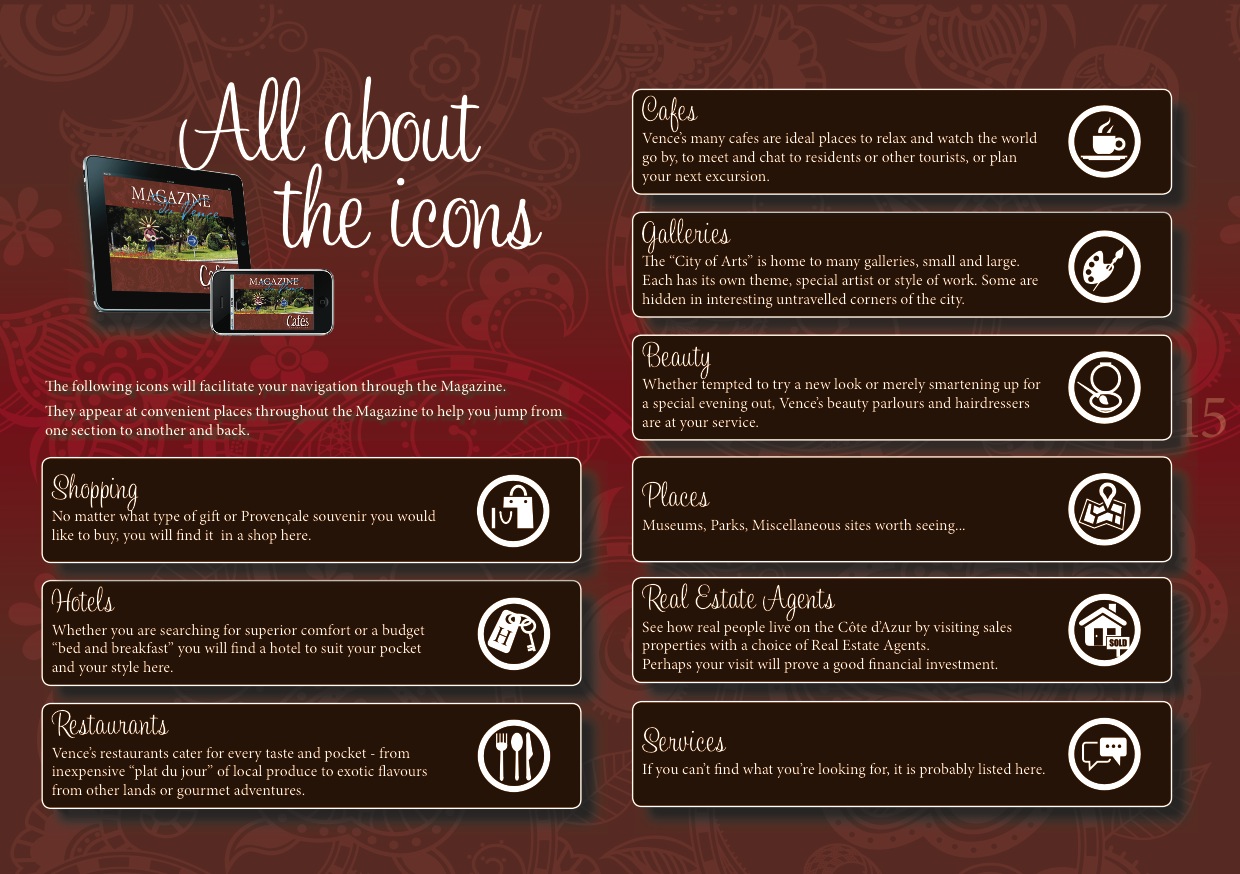 All about
the icons
MAGAZINE
de Vence
MAGAZINE
de Vence
Cafés
The following icons will facilitate your navigation through the Magazine.
They appear at convenient places throughout the Magazine to help you jump from
one section to another and back.
Shopping
No matter what type of gift or Provençale souvenir you would
like to buy, you will find it  in a shop here.
Hotels
Whether you are searching for superior comfort or a budget
“bed and breakfast” you will find a hotel to suit your pocket
and your style here.
H
Restaurants
Vence’s restaurants cater for every taste and pocket - from
inexpensive “plat du jour” of local produce to exotic flavours
from other lands or gourmet adventures.
Cafes
Vence’s many cafes are ideal places to relax and watch the world
go by, to meet and chat to residents or other tourists, or plan
your next excursion.
Galleries
The “City of Arts” is home to many galleries, small and large.
Each has its own theme, special artist or style of work. Some are
hidden in interesting untravelled corners of the city.
Beauty
Whether tempted to try a new look or merely smartening up for
a special evening out, Vence’s beauty parlours and hairdressers
are at your service.
15
Places
Museums, Parks, Miscellaneous sites worth seeing...
Real Estate Agents
See how real people live on the Côte d’Azur by visiting sales
properties with a choice of Real Estate Agents.
Perhaps your visit will prove a good financial investment.
SOLD
Services
If you can’t find what you’re looking for, it is probably listed here.